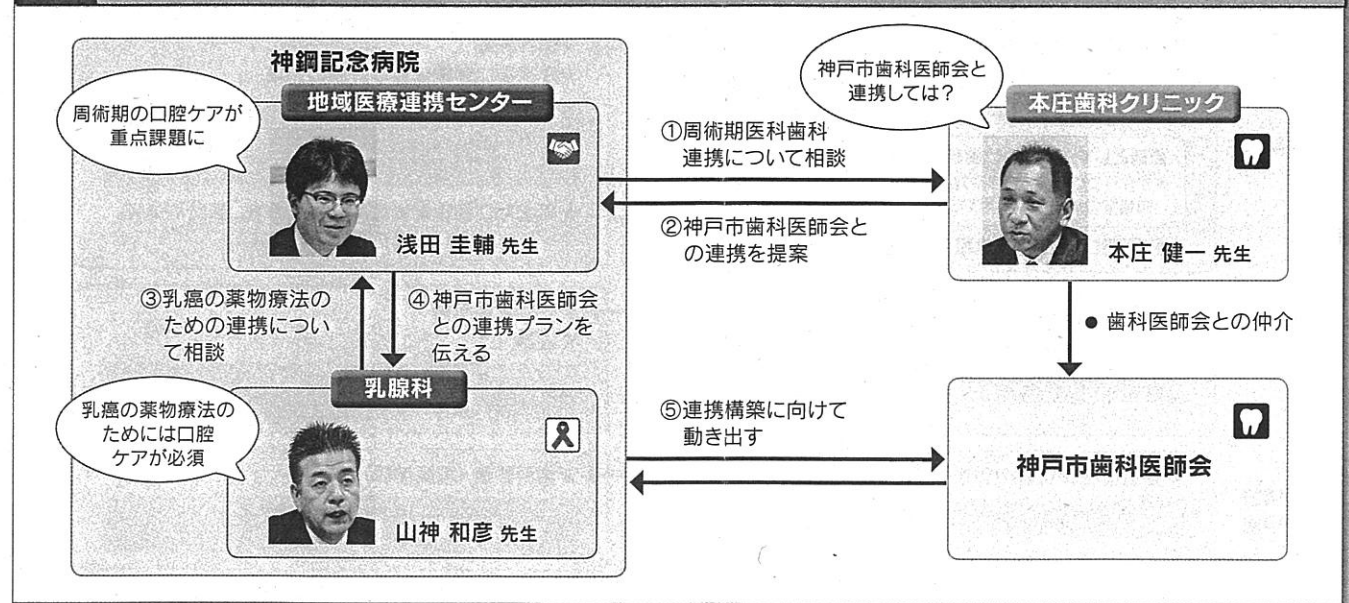 神鋼記念病院
地域医療連携センター
周術期の口腔ケアが
重点課題に
浅田 圭輔 先生
①周術期医科歯科
連携について相談
②神戸市歯科医師会と
の連携を提案
神戸市歯科医師会と
連携しては?
本庄歯科クリニック
本庄 健一 先生
③乳癌の薬物療法の
ための連携につい
て相談
④神戸市歯科医師会
との連携プランを
伝える
● 歯科医師会との仲介
乳腺科
乳癌の薬物療法の
ためには口腔
ケアが必須
山神 和彦 先生
⑤連携構築に向けて
動き出す
神戸市歯科医師会